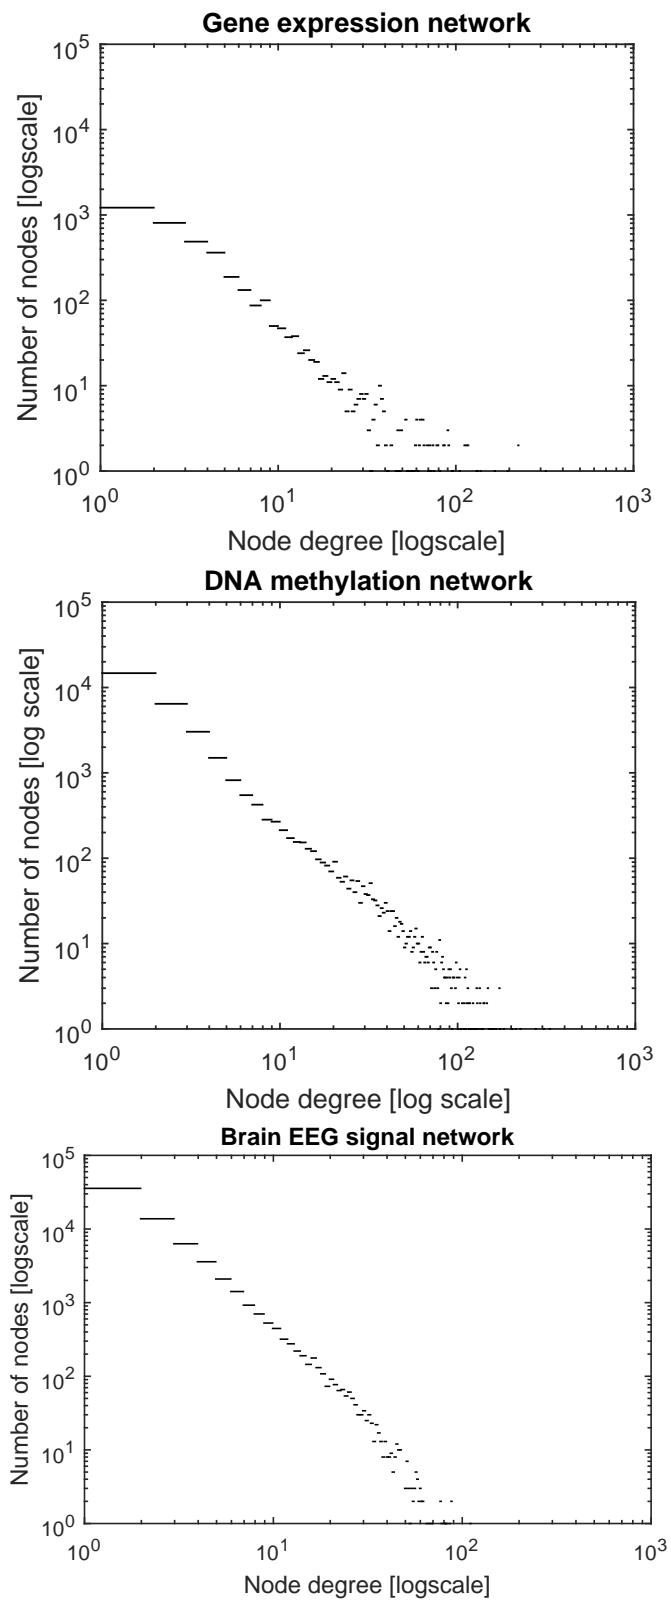 Gene expression network
10^5
10^4
10^3
10^2
10^1
10^0
Number of nodes [logscale]
10^0 10^1 10^2 10^3
Node degree [logscale]
DNA methylation network
10^5
10^4
10^3
10^2
10^1
10^0
Number of nodes [log scale]
10^0 10^1 10^2 10^3
Node degree [log scale]
Brain EEG signal network
10^5
10^4
10^3
10^2
10^1
10^0
Number of nodes [logscale]
10^0 10^1 10^2 10^3
Node degree [logscale]